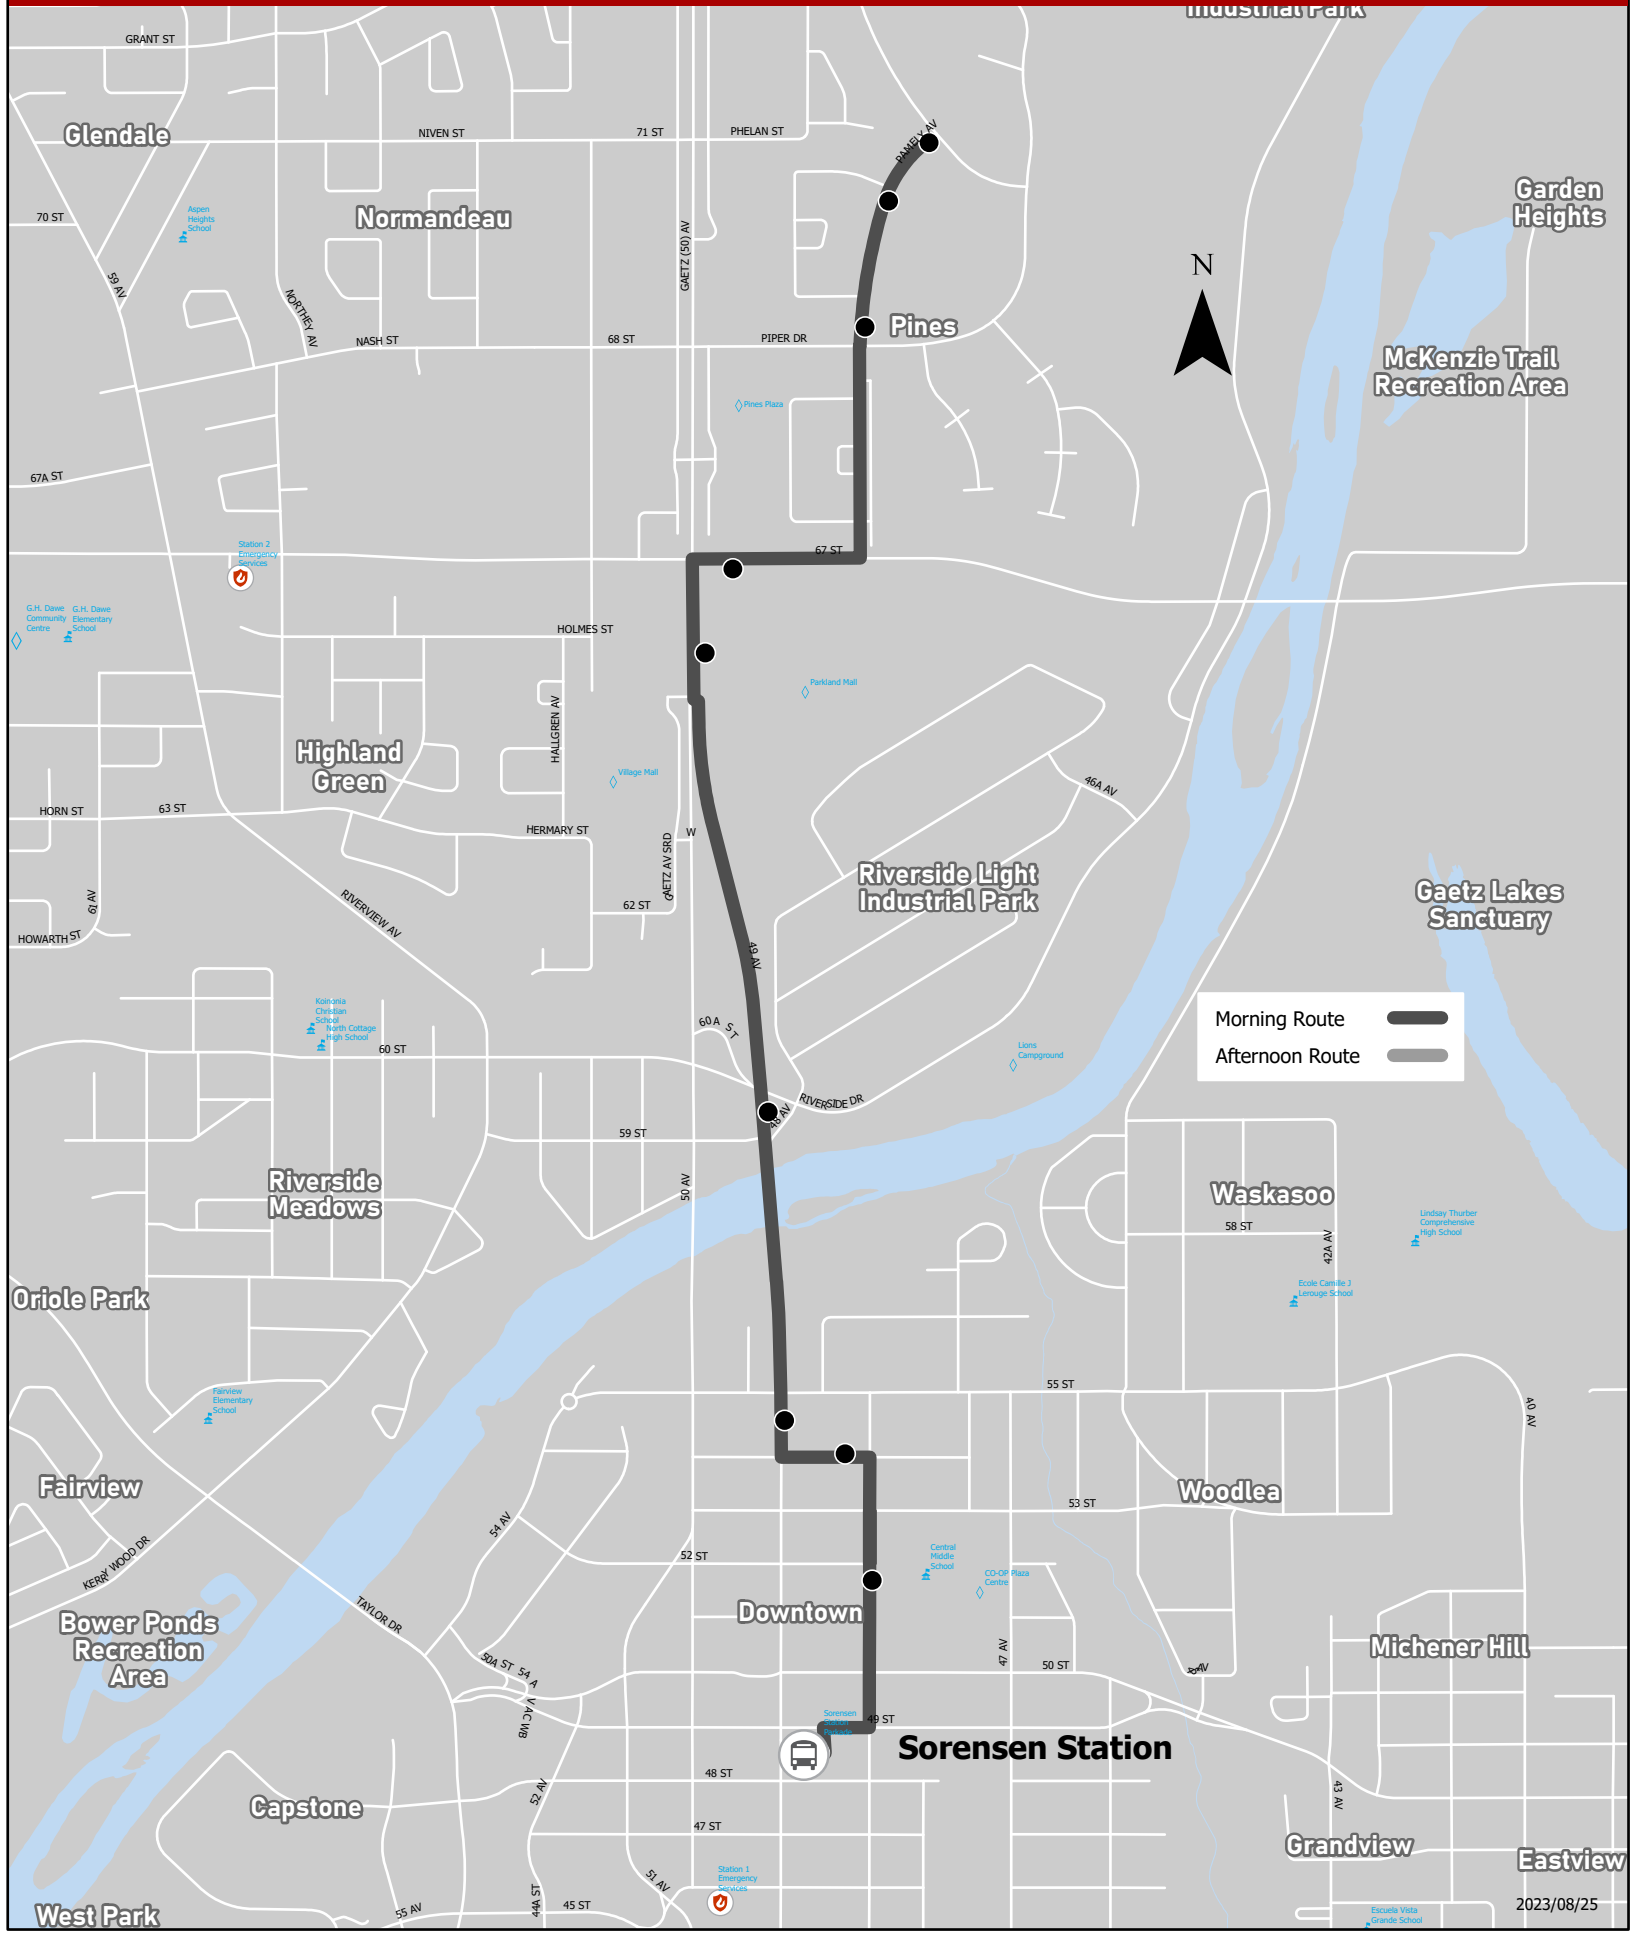 Industrial Park
GRANT ST
Glendale
NIVEN ST
71 ST
PHELAN ST
PAMELY AV
Garden
Heights
70 ST
Aspen
Heights
School
Normandeau
GAETZ (50) AV
N
59 AV
NORTHEY AV
NASH ST
68 ST
PIPER DR
Pines
McKenzie Trail
Recreation Area
Pines Plaza
67A ST
Station 2
Emergency
Services
67 ST
G.H. Dawe
Community
Centre
G.H. Dawe
Elementary
School
HOLMES ST
Parkland Mall
HALLGREN AV
Highland
Green
Village Mall
46A AV
HORN ST
63 ST
HERMARY ST
W
GAETZ AV SRD
Riverside Light
Industrial Park
Gaetz Lakes
Sanctuary
61 AV
RIVERVIEW AV
62 ST
HOWARTH ST
49 AV
Koinonia
Christian
School
North Cottage
High School
60A ST
60 ST
Lions
Campground
Morning Route
Afternoon Route
RIVERSIDE DR
48 AV
59 ST
Riverside
Meadows
50 AV
Waskasoo
58 ST
42A AV
Lindsay Thurber
Comprehensive
High School
Ecole Camille J
Lerouge School
Oriole Park
Fairview
Elementary
School
55 ST
40 AV
Fairview
Woodlea
53 ST
54 AV
KERRY WOOD DR
52 ST
Central
Middle
School
CO-OP Plaza
Centre
Bower Ponds
Recreation
Area
TAYLOR DR
Downtown
47 AV
Michener Hill
50A ST
54 A
V AC WB
50 ST
Sorensen
Station
Parkade
49 ST
Sorensen Station
48 ST
Capstone
52 AV
43 AV
47 ST
Grandview
Eastview
Station 1
Emergency
Services
51 AV
44A ST
45 ST
55 AV
West Park
Escuela Vista
Grande School
2023/08/25